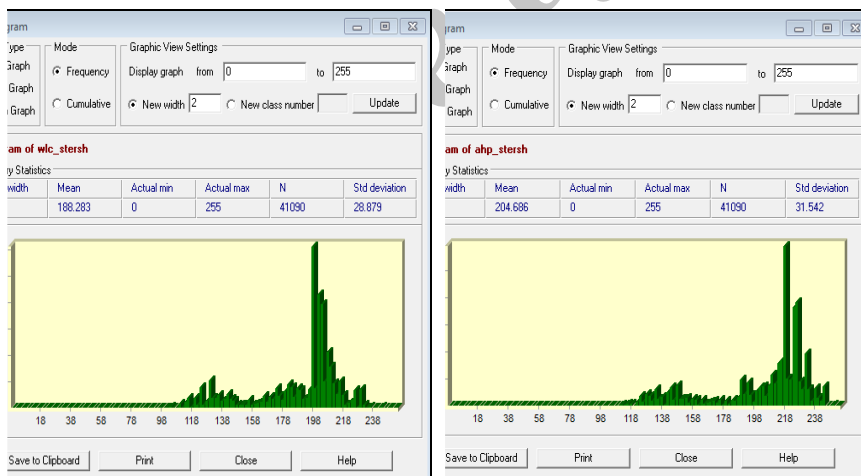 gram
Type Mode Graphic View Settings
Graph Frequency Display graph from 0 to 255
Graph
Graph Cumulative New width 2 New class number Update
am of wlc_stersh
y Statistics
width Mean Actual min Actual max N Std deviation
188.283 0 255 41090 28.879
18 38 58 78 98 118 138 158 178 198 218 238
Save to Clipboard Print Close Help
gram
ype Mode Graphic View Settings
Graph Frequency Display graph from 0 to 255
Graph
Graph Cumulative New width 2 New class number Update
am of ahp_stersh
y Statistics
width Mean Actual min Actual max N Std deviation
204.686 0 255 41090 31.542
18 38 58 78 98 118 138 158 178 198 218 238
Save to Clipboard Print Close Help